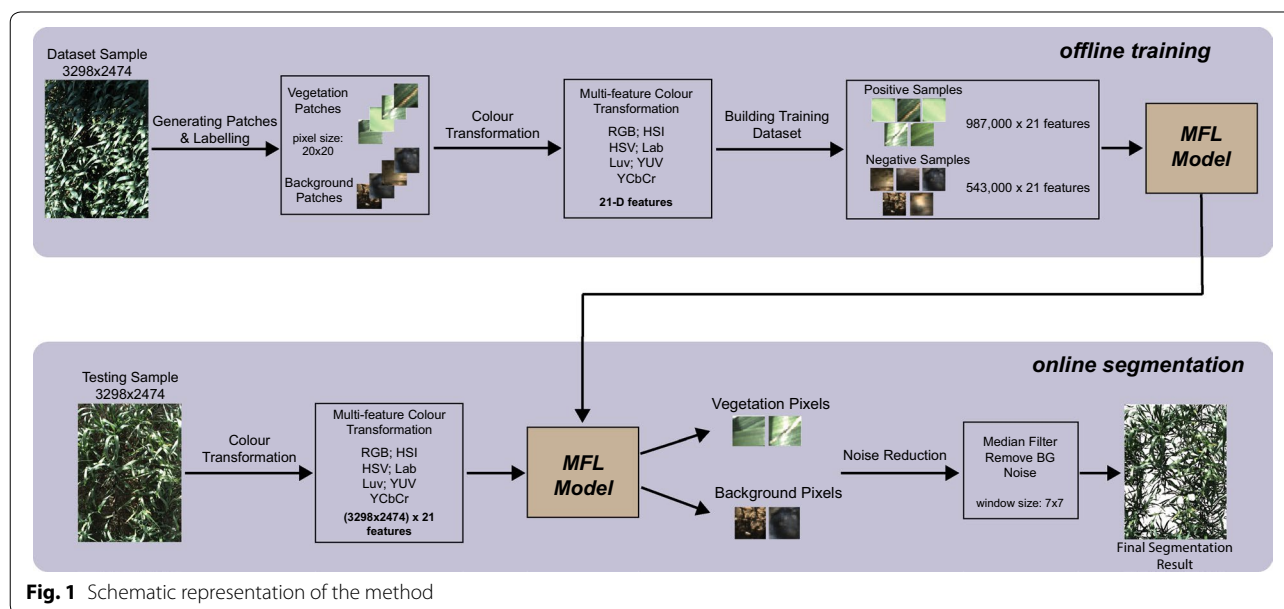 offline training
Dataset Sample
3298x2474
Generating Patches
& Labelling
Vegetation
Patches
pixel size:
20x20
Background
Patches
Colour
Transformation
Multi-feature Colour
Transformation
RGB; HSI
HSV; Lab
Luv; YUV
YCbCr
21-D features
Building Training
Dataset
Positive Samples
987,000 x 21 features
Negative Samples
543,000 x 21 features
MFL
Model
online segmentation
Testing Sample
3298x2474
Colour
Transformation
Multi-feature Colour
Transformation
RGB; HSI
HSV; Lab
Luv; YUV
YCbCr
(3298x2474) x 21
features
MFL
Model
Vegetation Pixels
Background Pixels
Noise Reduction
Median Filter
Remove BG
Noise
window size: 7x7
Final Segmentation
Result
Fig. 1 Schematic representation of the method